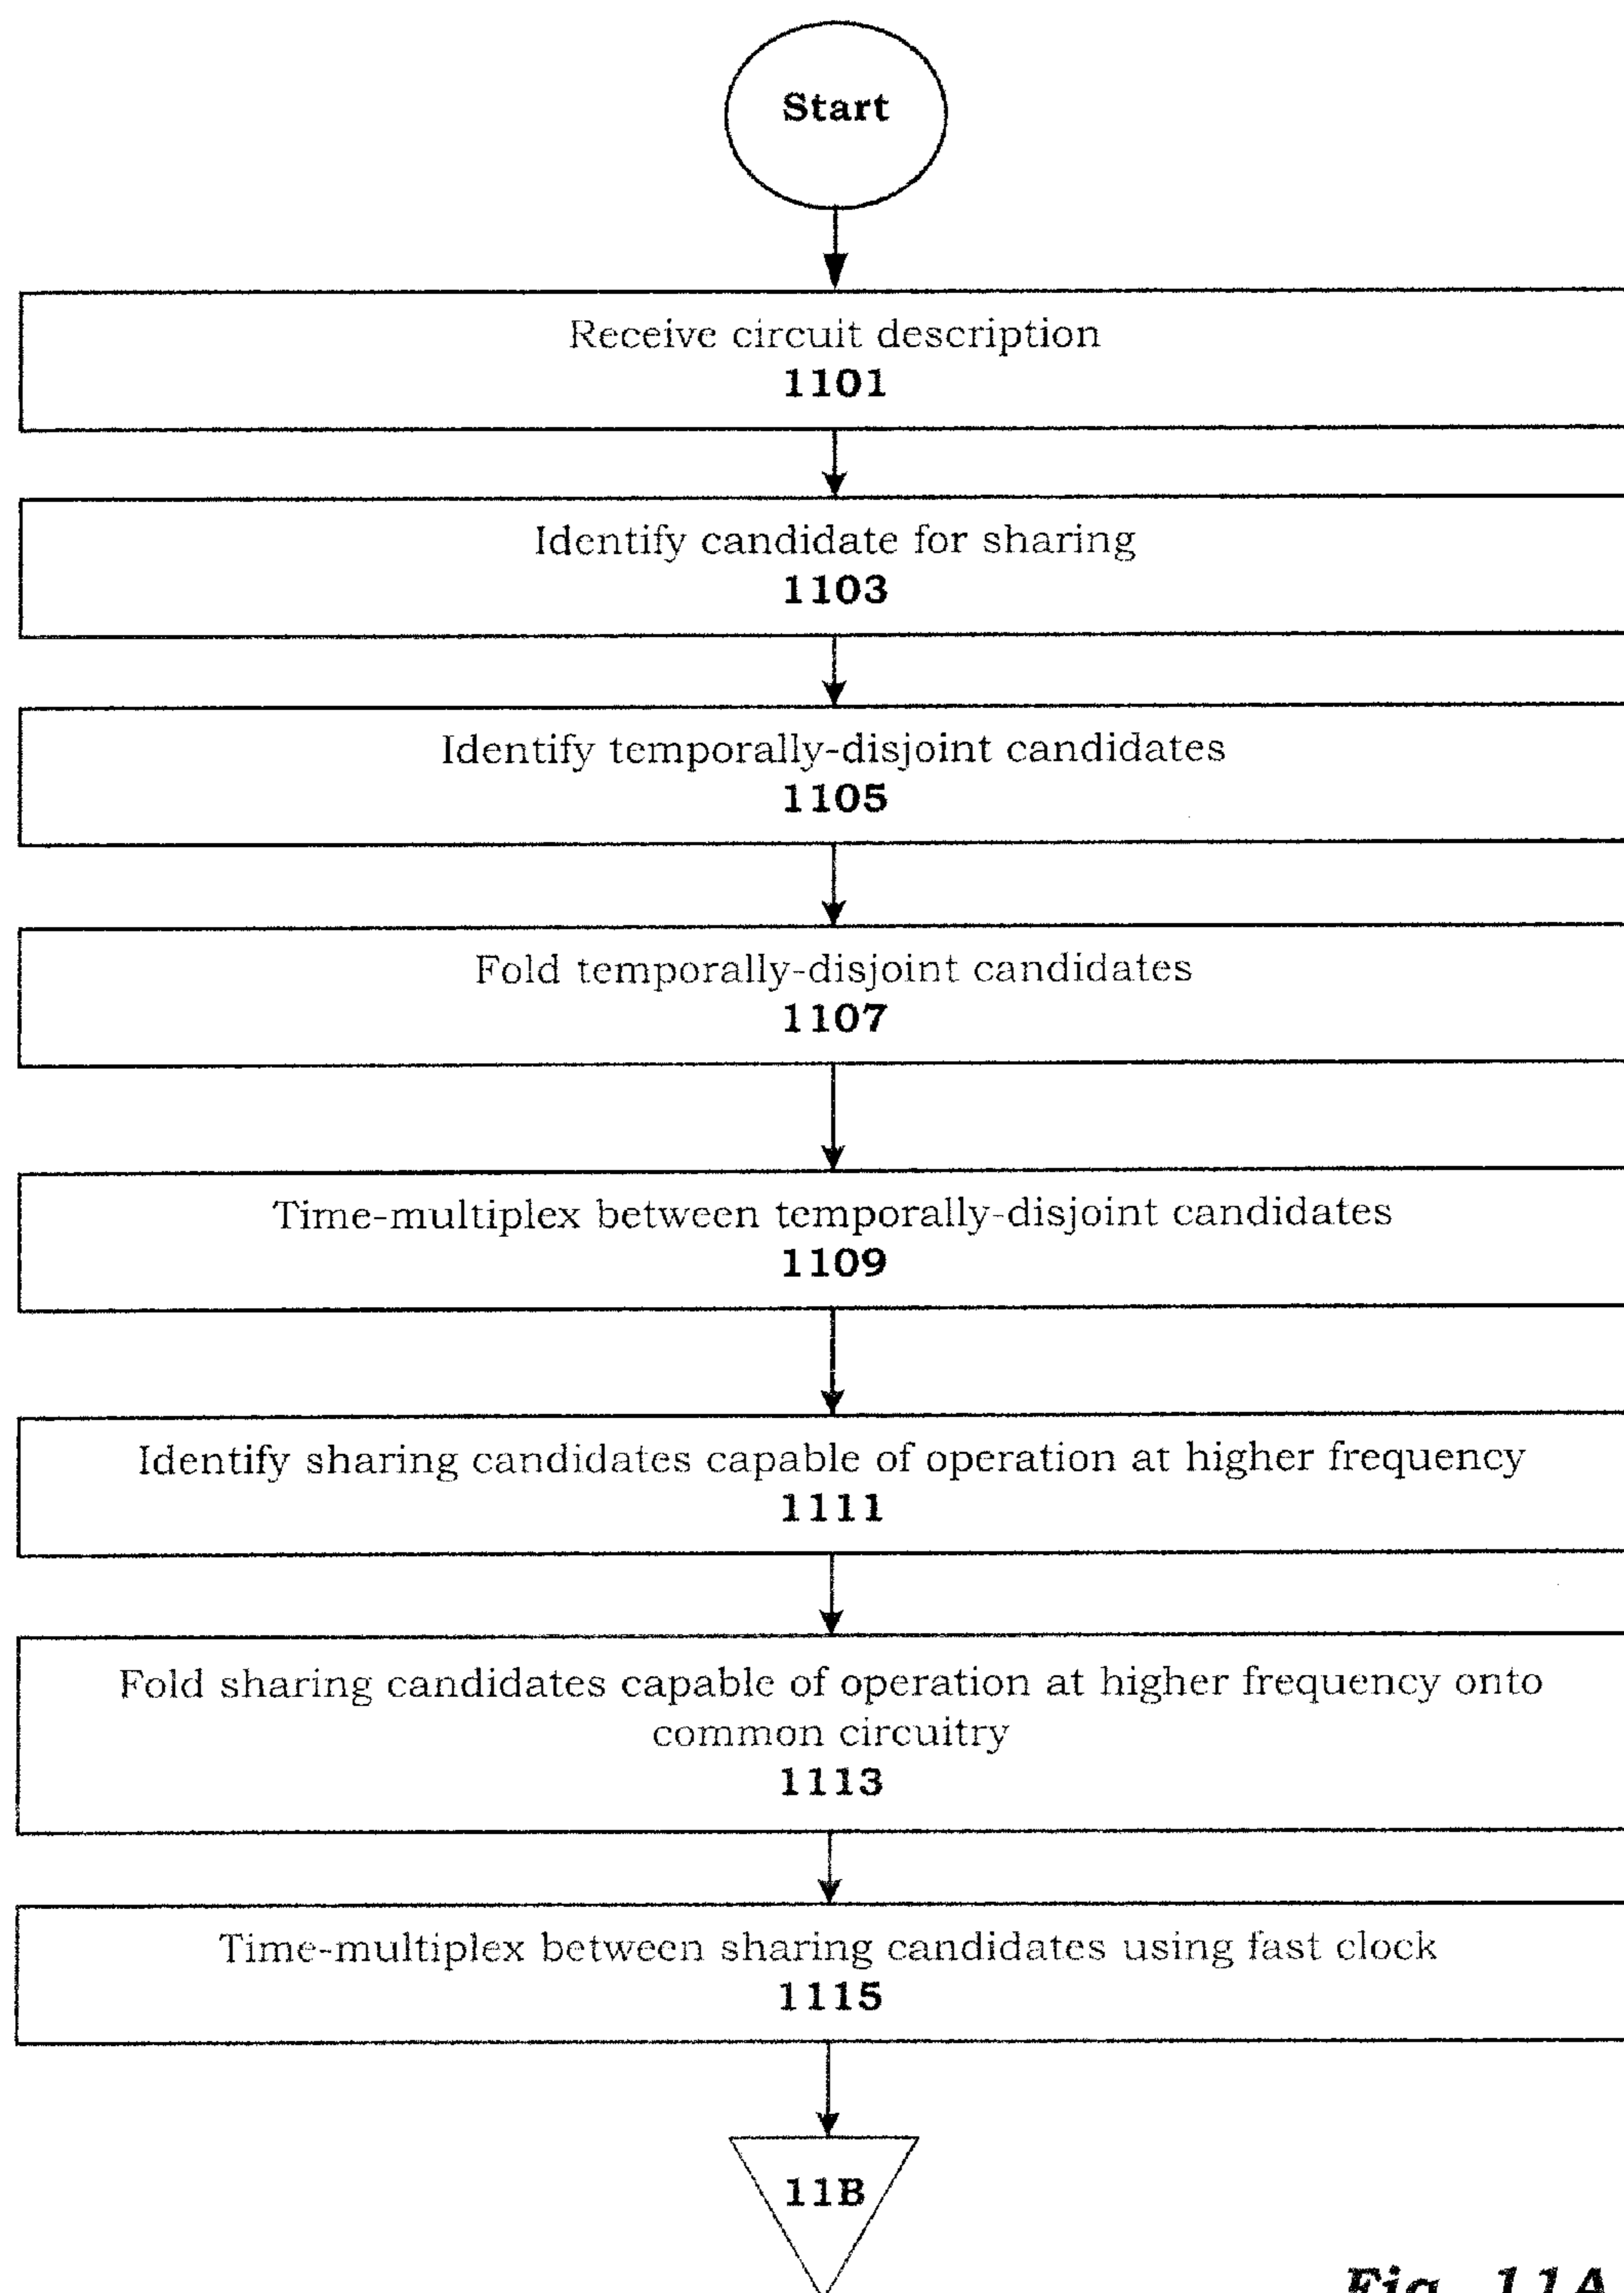 Start
Receive circuit description
1101
Identify candidate for sharing
1103
Identify temporally-disjoint candidates
1105
Fold temporally-disjoint candidates
1107
Time-multiplex between temporally-disjoint candidates
1109
Identify sharing candidates capable of operation at higher frequency
1111
Fold sharing candidates capable of operation at higher frequency onto
common circuitry
1113
Time-multiplex between sharing candidates using fast clock
1115
11B
Fig. 11A